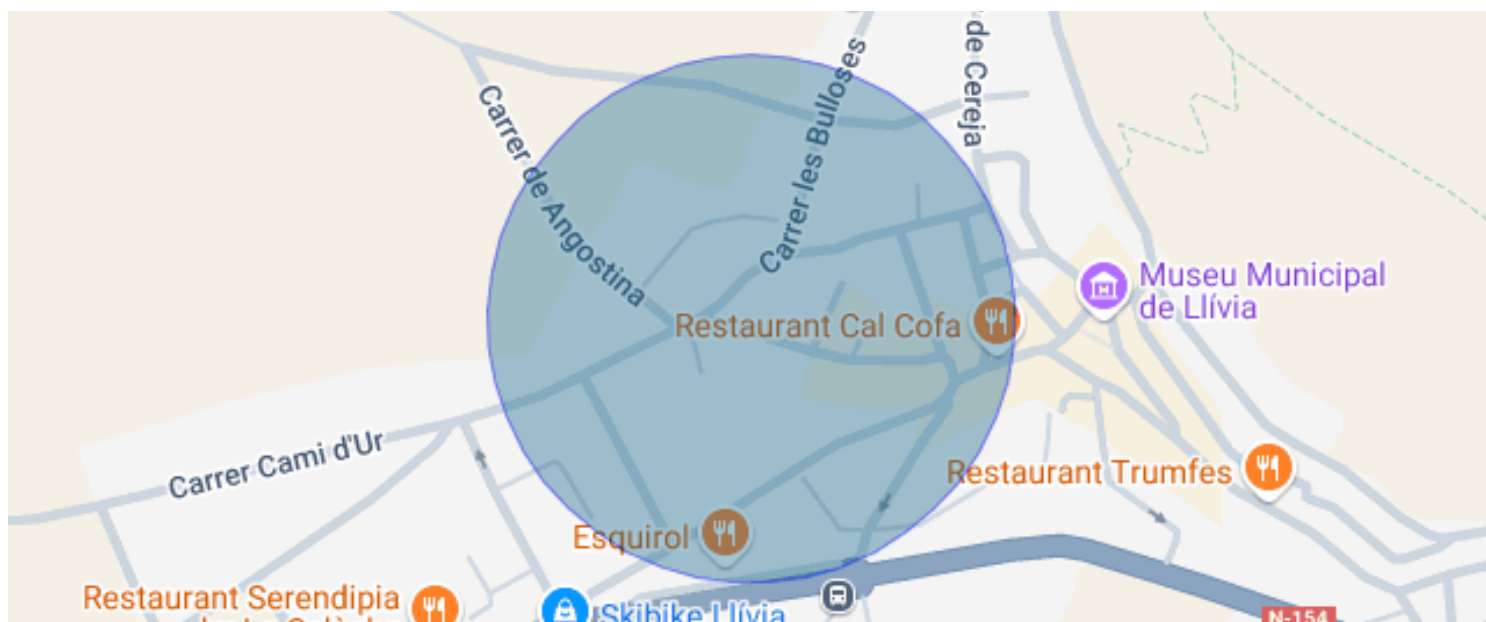 de Cereja
Carrer les Bulloses
Carrer de Angostina
Museu Municipal
de Llívia
Restaurant Cal Cofa
Carrer Cami d'Ur
Restaurant Trumfes
Esquirol
Restaurant Serendipia
Skibike Llívia
N-154